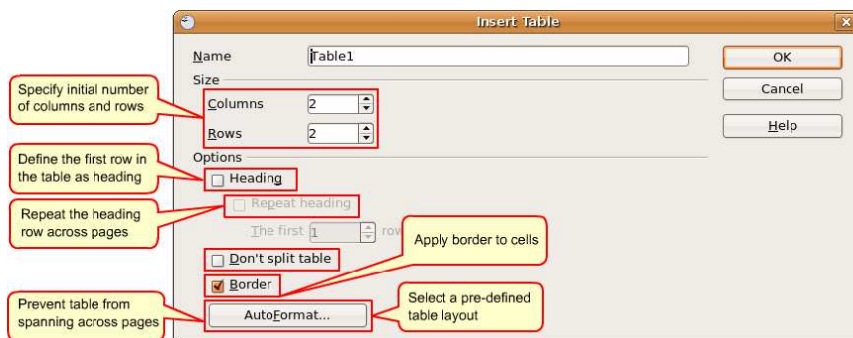 Insert Table
Name
Table1
OK
Size
Specify initial number
of columns and rows
Columns
2
Cancel
Rows
2
Help
Options
Define the first row in
the table as heading
Heading
Repeat the heading
row across pages
Repeat heading
The first 1 row
Apply border to cells
Don't split table
Border
Prevent table from
spanning across pages
AutoFormat...
Select a pre-defined
table layout